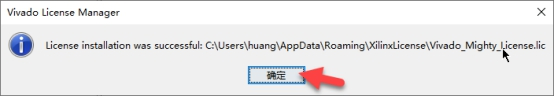 Vivado License Manager
License installation was successful: C:\Users\huang\AppData\Roaming\XilinxLicense\Vivado_Mighty_License.lic
确定